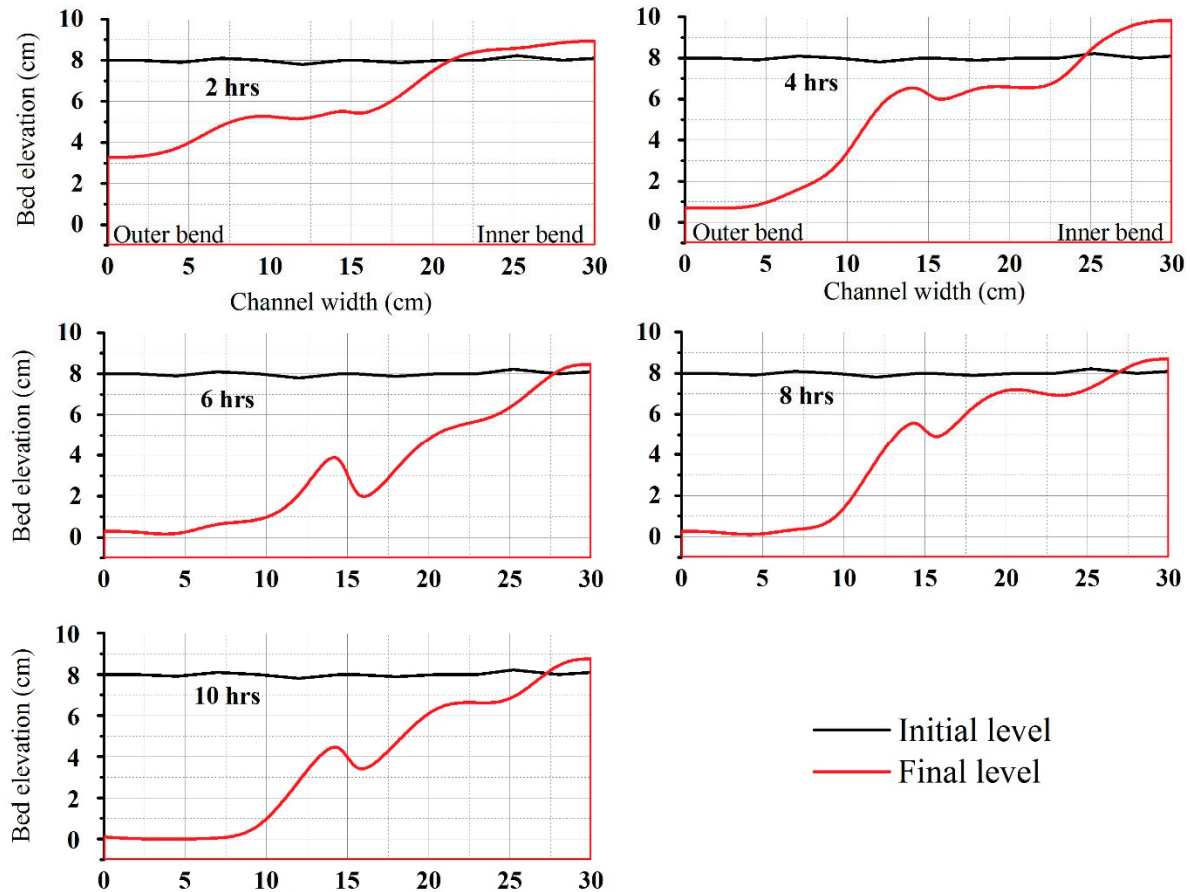 10
8
6
4
2
0
Bed elevation (cm)
2 hrs
Outer bend
Inner bend
0 5 10 15 20 25 30
Channel width (cm)
10
8
6
4
2
0
4 hrs
Outer bend
Inner bend
0 5 10 15 20 25 30
Channel width (cm)
10
8
6
4
2
0
Bed elevation (cm)
6 hrs
0 5 10 15 20 25 30
10
8
6
4
2
0
8 hrs
0 5 10 15 20 25 30
10
8
6
4
2
0
Bed elevation (cm)
10 hrs
0 5 10 15 20 25 30
Initial level
Final level